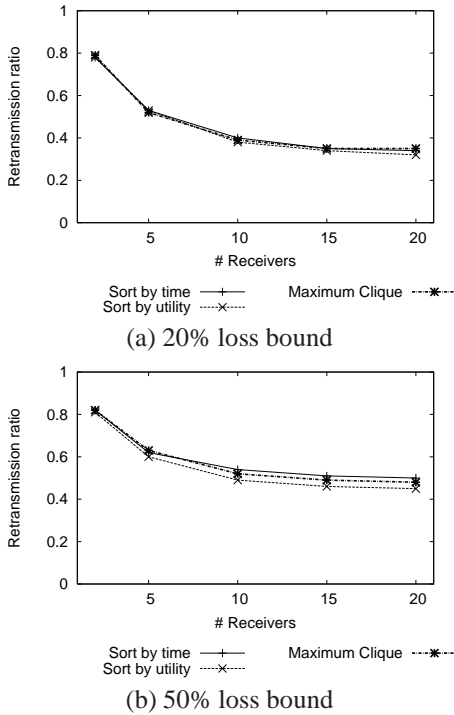 1
0.8
0.6
0.4
0.2
0
Retransmission ratio
5 10 15 20
# Receivers
Sort by time
Sort by utility
Maximum Clique
(a) 20% loss bound
1
0.8
0.6
0.4
0.2
0
Retransmission ratio
5 10 15 20
# Receivers
Sort by time
Sort by utility
Maximum Clique
(b) 50% loss bound